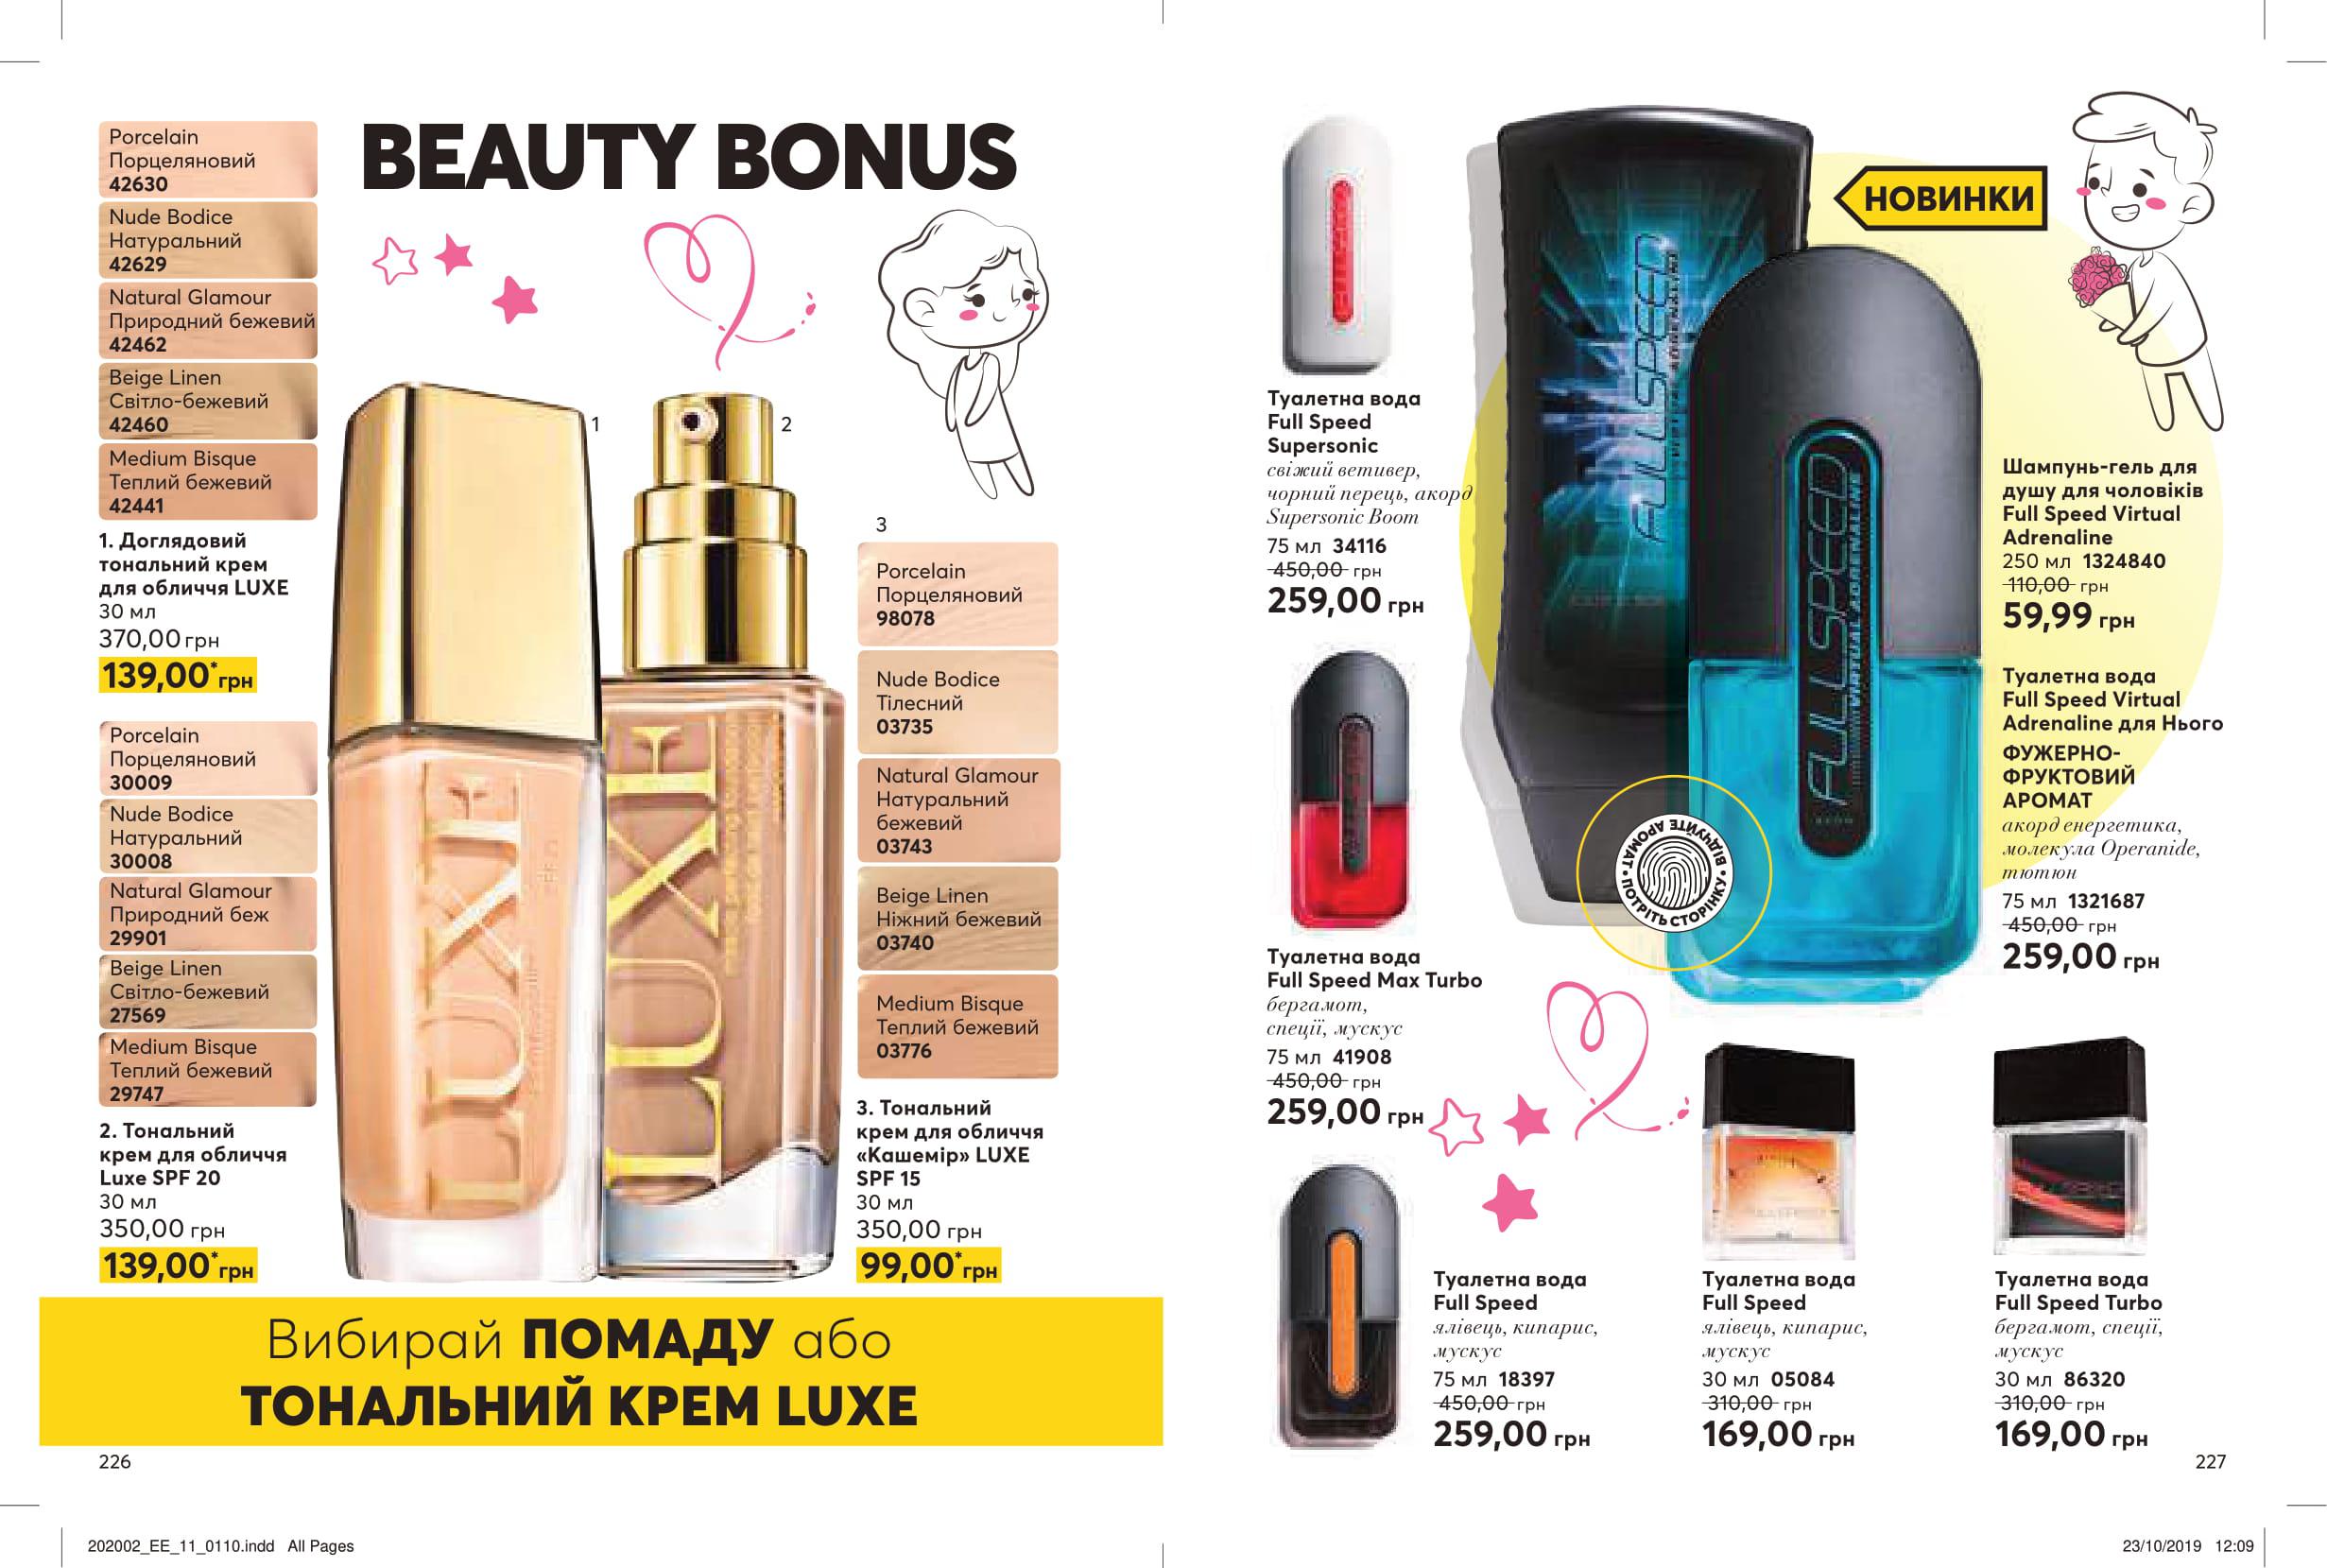 BEAUTY BONUS
Porcelain
Порцеляновий
42630
Nude Bodice
Натуральний
42629
Natural Glamour
Природний бежевий
42462
Beige Linen
Світло-бежевий
42460
Medium Bisque
Теплий бежевий
42441
1. Доглядовий
тональний крем
для обличчя LUXE
30 мл
370,00 грн
139,00* грн
Porcelain
Порцеляновий
30009
Nude Bodice
Натуральний
30008
Natural Glamour
Природний беж
29901
Beige Linen
Світло-бежевий
27569
Medium Bisque
Теплий бежевий
29747
2. Тональний
крем для обличчя
Luxe SPF 20
30 мл
350,00 грн
139,00* грн
1
2
LUXE
LUXE
3
Porcelain
Порцеляновий
98078
Nude Bodice
Тілесний
03735
Natural Glamour
Натуральний
бежевий
03743
Beige Linen
Ніжний бежевий
03740
Medium Bisque
Теплий бежевий
03776
3. Тональний
крем для обличчя
«Кашемір» LUXE
SPF 15
30 мл
350,00 грн
99,00* грн
Вибирай ПОМАДУ або
ТОНАЛЬНИЙ КРЕМ LUXE
226
НОВИНКИ
Туалетна вода
Full Speed
Supersonic
свіжий ветивер,
чорний перець, акорд
Supersonic Boom
75 мл 34116
450,00 грн
259,00 грн
FULL SPEED
VIRTUAL ADRENALINE
FULL SPEED
VIRTUAL ADRENALINE
Шампунь-гель для
душу для чоловіків
Full Speed Virtual
Adrenaline
250 мл 1324840
110,00 грн
59,99 грн
Туалетна вода
Full Speed Virtual
Adrenaline для Нього
ФУЖЕРНО-
ФРУКТОВИЙ
АРОМАТ
акорд енергетика,
молекула Operanide,
тютюн
75 мл 1321687
450,00 грн
259,00 грн
ПОТРІТЬ СТОРІНКУ • ВІДЧУЙТЕ АРОМАТ •
Туалетна вода
Full Speed Max Turbo
бергамот,
спеції, мускус
75 мл 41908
450,00 грн
259,00 грн
Туалетна вода
Full Speed
ялівець, кипарис,
мускус
75 мл 18397
450,00 грн
259,00 грн
Туалетна вода
Full Speed
ялівець, кипарис,
мускус
30 мл 05084
310,00 грн
169,00 грн
Туалетна вода
Full Speed Turbo
бергамот, спеції,
мускус
30 мл 86320
310,00 грн
169,00 грн
227
202002_EE_11_0110.indd All Pages
23/10/2019 12:09